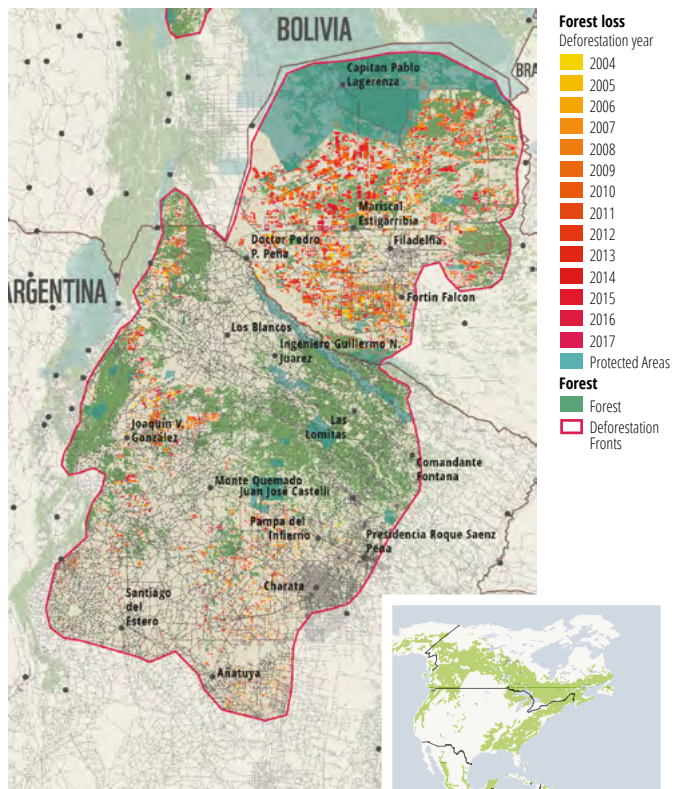 BOLIVIA
Capitan Pablo
Lagerenza
BRA
Mariscal
Estigarribia
Doctor Pedro
P. Peña
Filadelfia
ARGENTINA
Fortin Falcon
Los Blancos
Ingeniero Guillermo N.
Juarez
Joaquin V.
Gonzalez
Las
Lomitas
Comandante
Fontana
Monte Quemado
Juan Jose Castelli
Pampa del
Infierno
Presidencia Roque Saenz
Peña
Charata
Santiago
del
Estero
Añatuya
Forest loss
Deforestation year
2004
2005
2006
2007
2008
2009
2010
2011
2012
2013
2014
2015
2016
2017
Protected Areas
Forest
Forest
Deforestation
Fronts